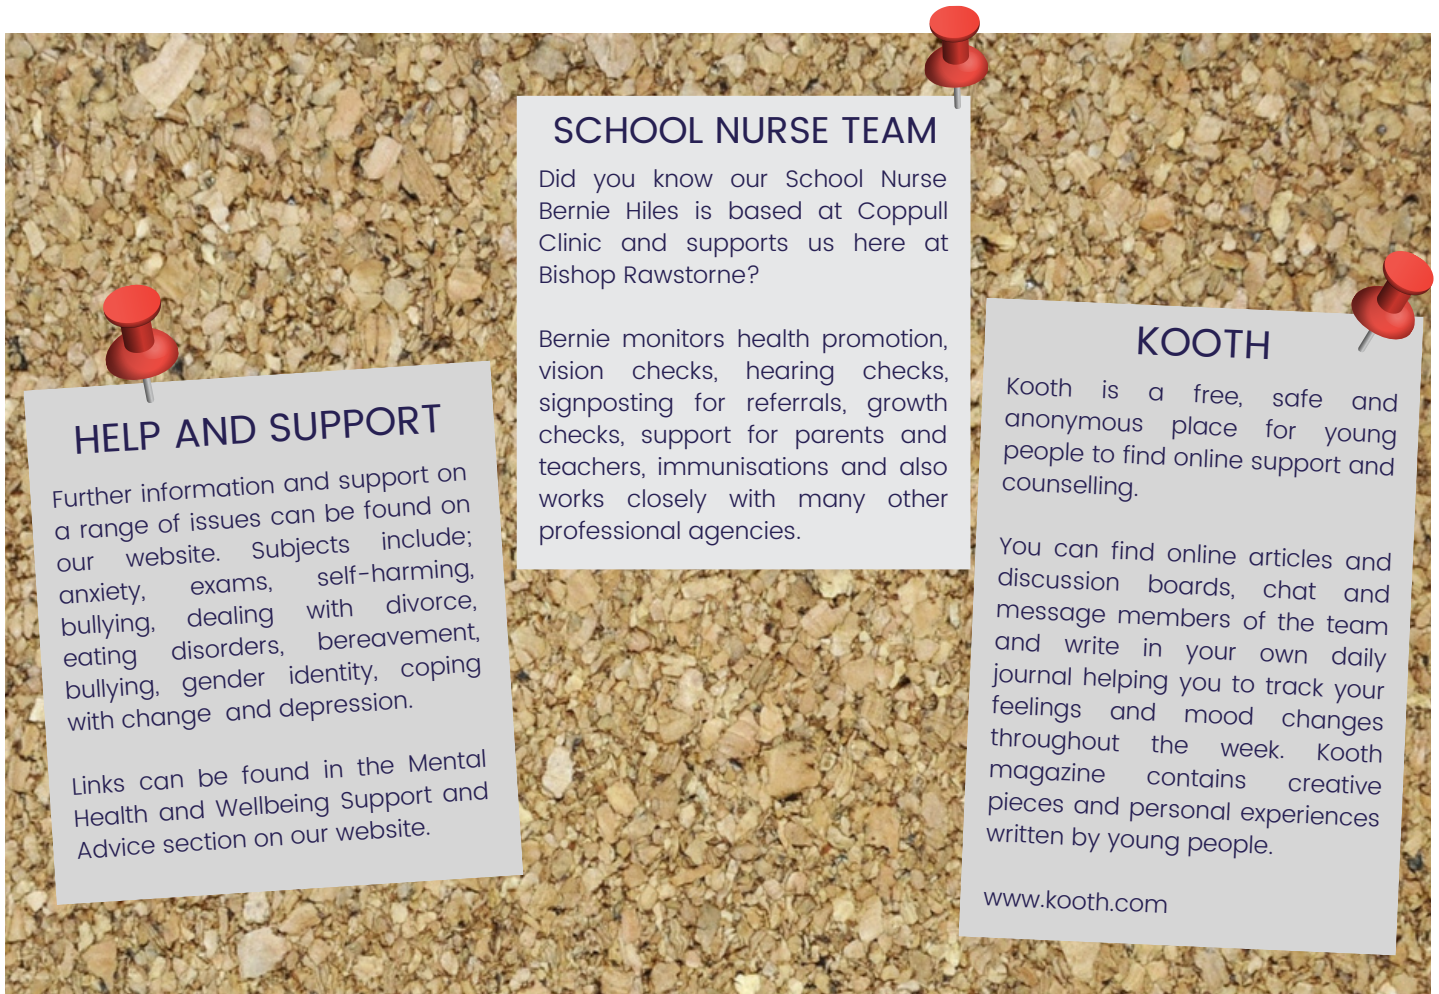 HELP AND SUPPORT
Further information and support on
a range of issues can be found on
our website. Subjects include;
anxiety, exams, self-harming,
bullying, dealing with divorce,
eating disorders, bereavement,
bullying, gender identity, coping
with change and depression.
Links can be found in the Mental
Health and Wellbeing Support and
Advice section on our website.
SCHOOL NURSE TEAM
Did you know our School Nurse
Bernie Hiles is based at Coppull
Clinic and supports us here at
Bishop Rawstorne?
Bernie monitors health promotion,
vision checks, hearing checks,
signposting for referrals, growth
checks, support for parents and
teachers, immunisations and also
works closely with many other
professional agencies.
KOOTH
Kooth is a free, safe and
anonymous place for young
people to find online support and
counselling.
You can find online articles and
discussion boards, chat and
message members of the team
and write in your own daily
journal helping you to track your
feelings and mood changes
throughout the week. Kooth
magazine contains creative
pieces and personal experiences
written by young people.
www.kooth.com